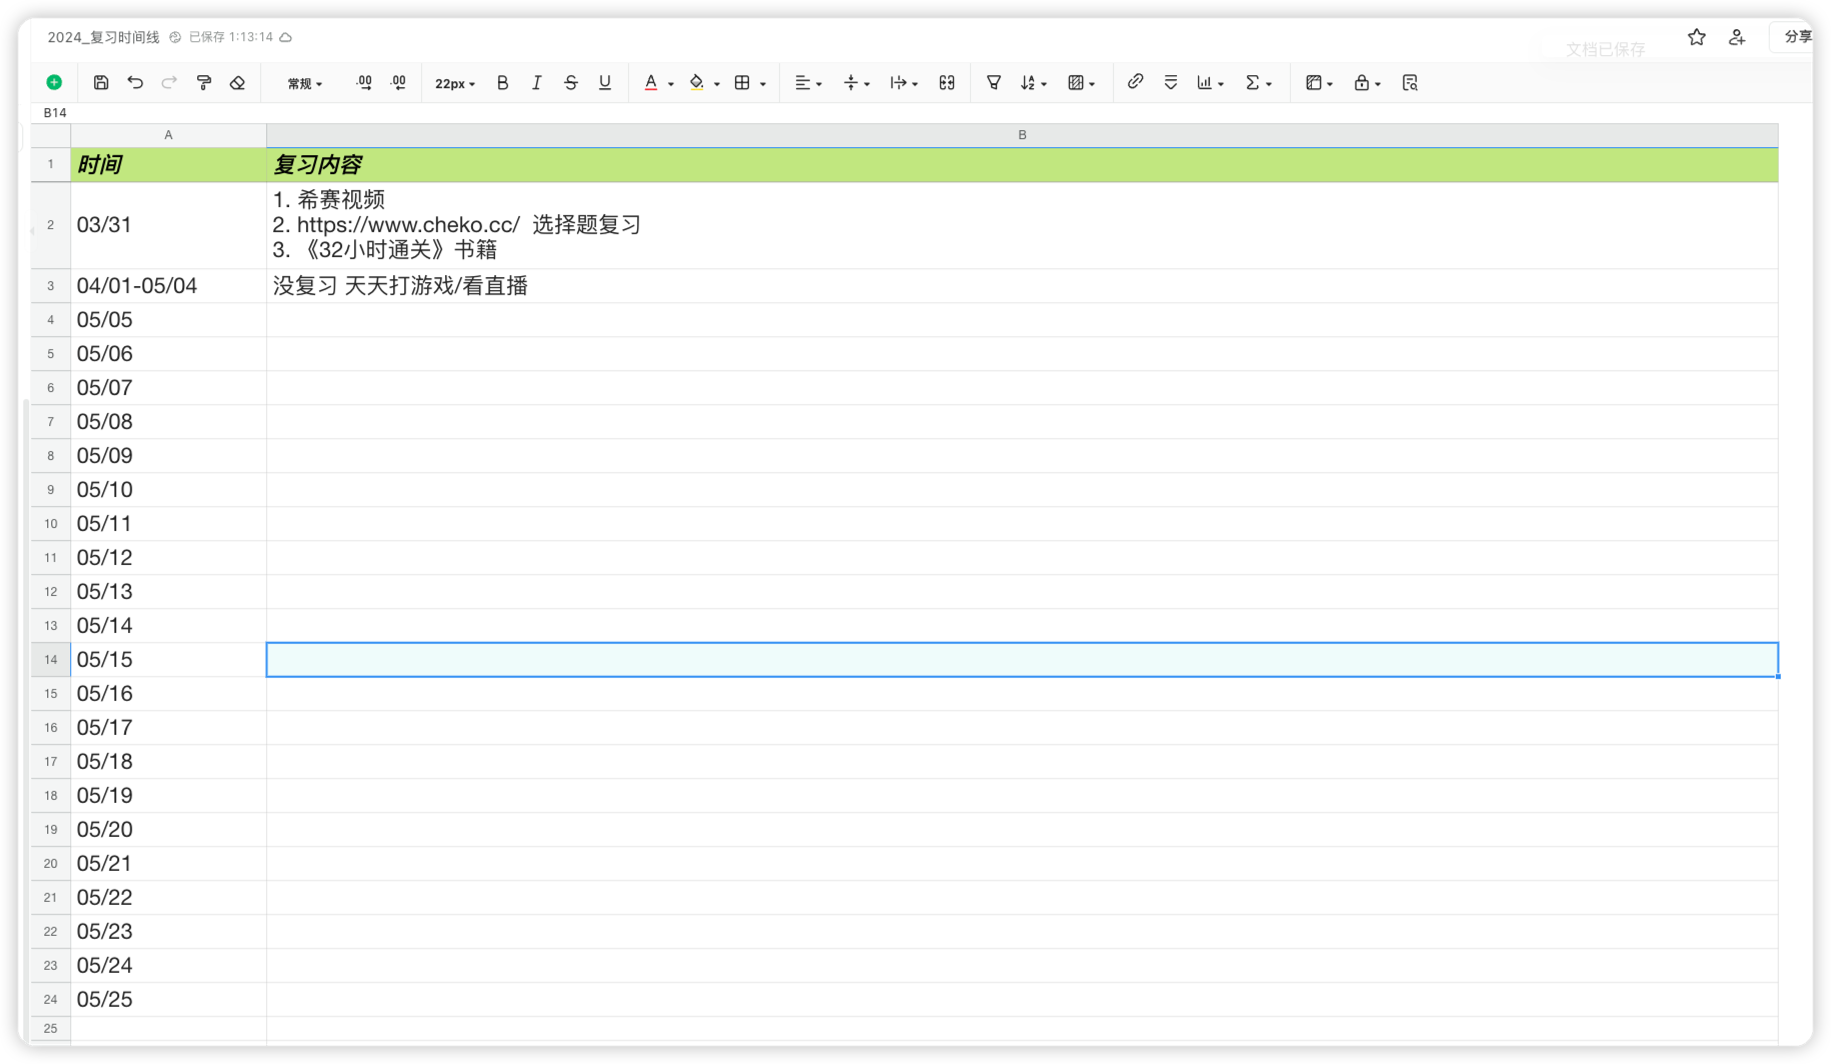 2024_复习时间线 已保存 1:13:14
文档已保存
分享
常规 .00 .00 22px B I S U A
B14
A B
1 时间 复习内容
2 03/31 1. 希赛视频
2. https://www.cheko.cc/ 选择题复习
3. 《32小时通关》书籍
3 04/01-05/04 没复习 天天打游戏/看直播
4 05/05
5 05/06
6 05/07
7 05/08
8 05/09
9 05/10
10 05/11
11 05/12
12 05/13
13 05/14
14 05/15
15 05/16
16 05/17
17 05/18
18 05/19
19 05/20
20 05/21
21 05/22
22 05/23
23 05/24
24 05/25
25